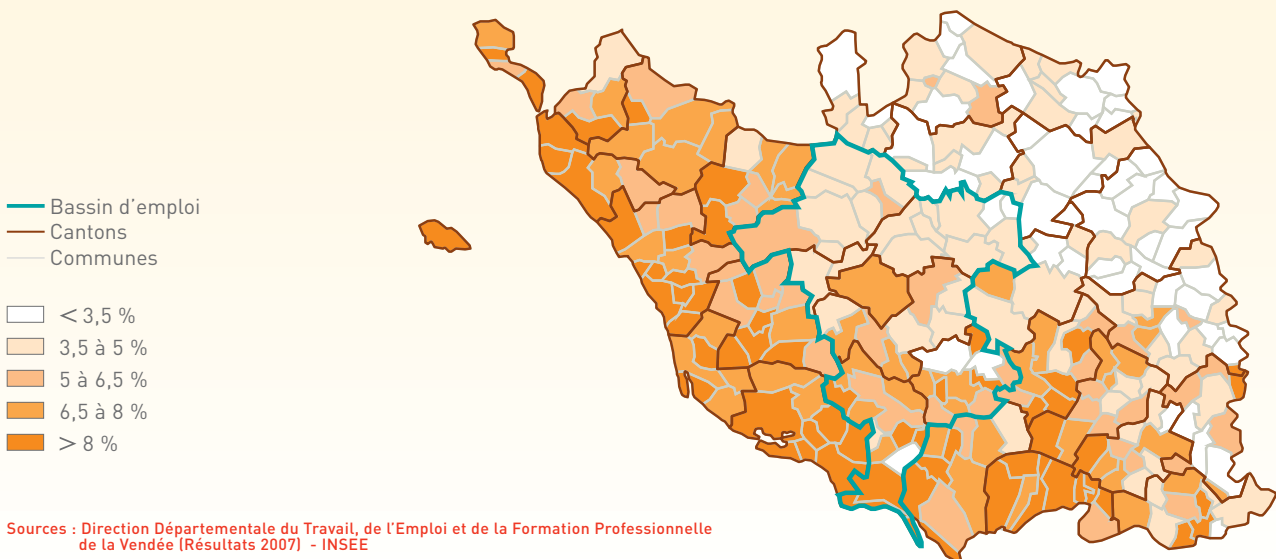 Bassin d'emploi
Cantons
Communes
< 3,5 %
3,5 à 5 %
5 à 6,5 %
6,5 à 8 %
> 8 %
Sources : Direction Départementale du Travail, de l'Emploi et de la Formation Professionnelle
de la Vendée (Résultats 2007) - INSEE